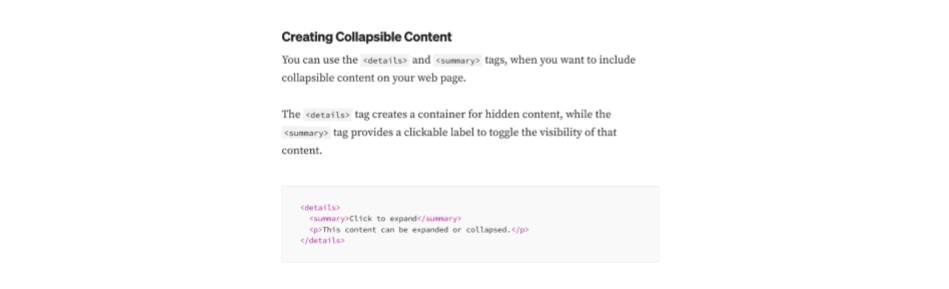 Creating Collapsible Content
You can use the <details> and <summary> tags, when you want to include
collapsible content on your web page.
The <details> tag creates a container for hidden content, while the
<summary> tag provides a clickable label to toggle the visibility of that
content.
<details>
  <summary>Click to expand</summary>
  <p>This content can be expanded or collapsed.</p>
</details>